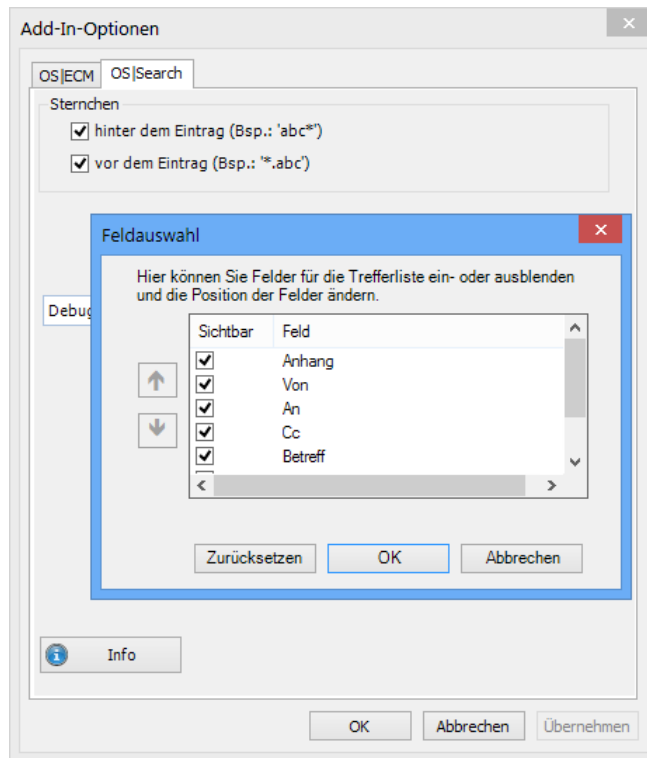 Add-In-Optionen
OS|ECM OS|Search
Sternchen
hinter dem Eintrag (Bsp.: 'abc*')
vor dem Eintrag (Bsp.: '*.abc')
Feldauswahl
Hier können Sie Felder für die Trefferliste ein- oder ausblenden
und die Position der Felder ändern.
Debug
Sichtbar Feld
Anhang
Von
An
Cc
Betreff
Zurücksetzen OK Abbrechen
Info
OK Abbrechen Übernehmen